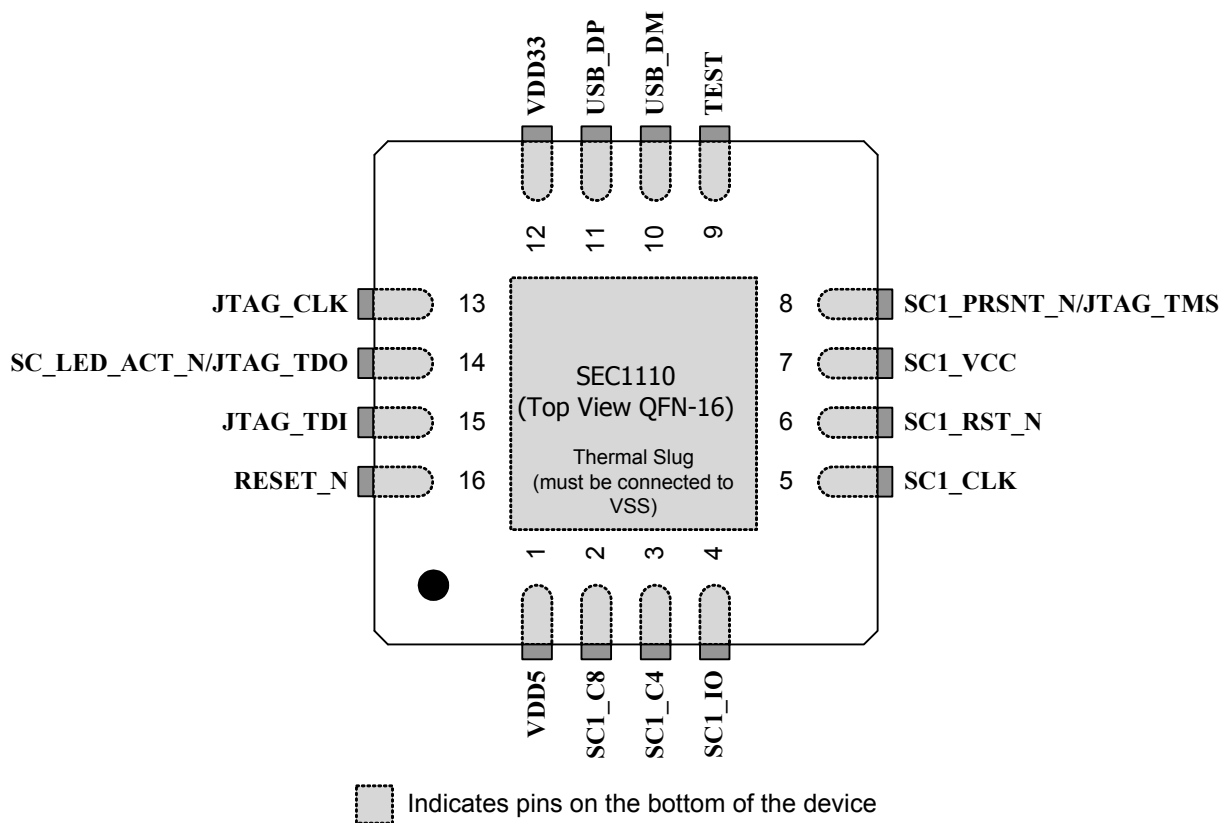 VDD33
USB_DP
USB_DM
TEST
12
11
10
9
JTAG_CLK
13
8
SC1_PRSNT_N/JTAG_TMS
SC_LED_ACT_N/JTAG_TDO
14
7
SC1_VCC
JTAG_TDI
15
6
SC1_RST_N
RESET_N
16
5
SC1_CLK
SEC1110
(Top View QFN-16)
Thermal Slug
(must be connected to
VSS)
1
2
3
4
VDD5
SC1_C8
SC1_C4
SC1_IO
Indicates pins on the bottom of the device